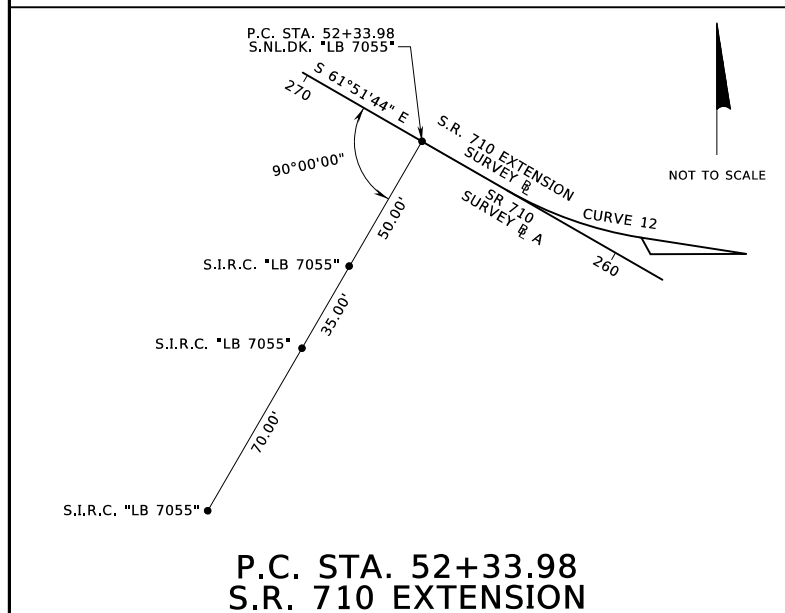 P.C. STA. 52+33.98
S.NL.DK. "LB 7055"
S 61°51'44" E
270
90°00'00"
S.R. 710 EXTENSION
SURVEY ℄
SR 710
SURVEY ℄ A
CURVE 12
260
NOT TO SCALE
50.00'
S.I.R.C. "LB 7055"
35.00'
S.I.R.C. "LB 7055"
70.00'
S.I.R.C. "LB 7055"
P.C. STA. 52+33.98
S.R. 710 EXTENSION